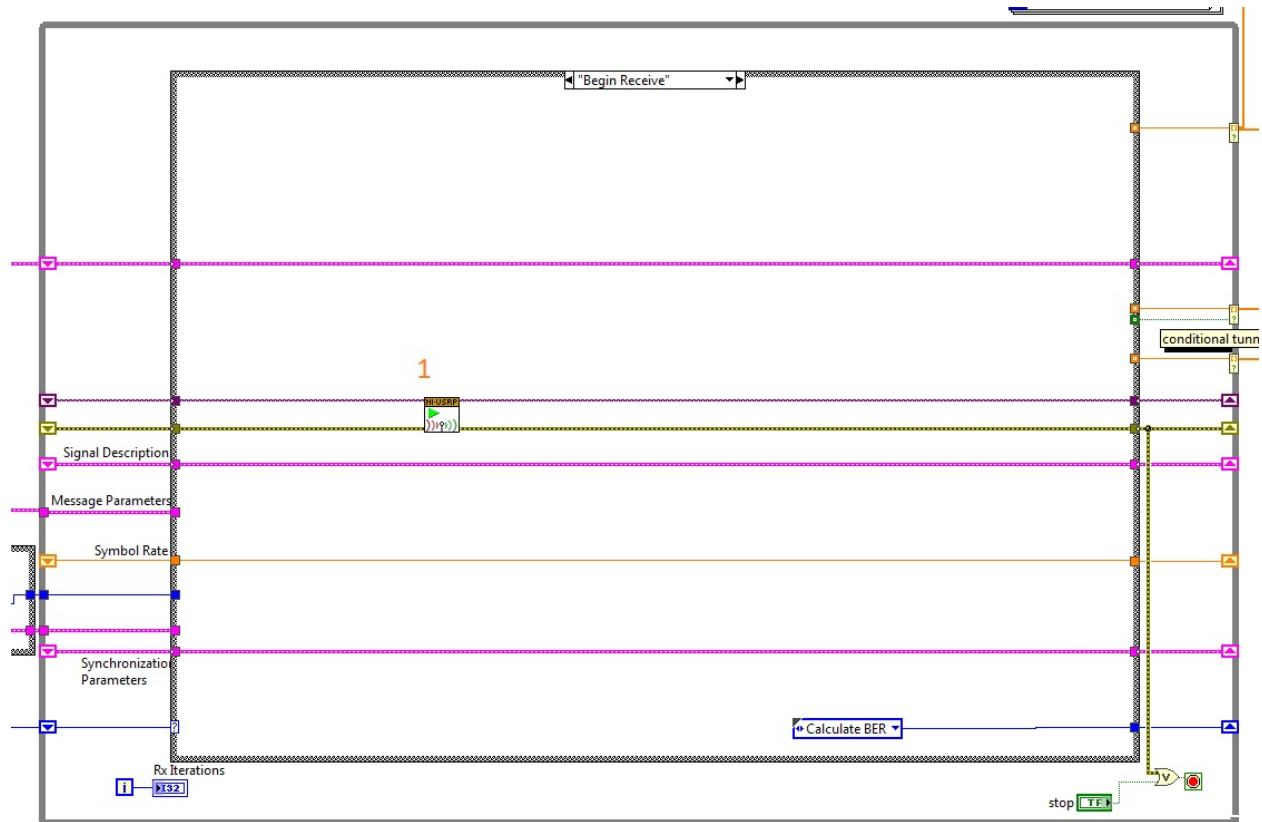 "Begin Receive"
?
conditional tunn
?
1
NI-USRP
Signal Description
Message Parameters
Symbol Rate
Synchronization
Parameters
?
Calculate BER
Rx Iterations
i
I32
V
stop
TF